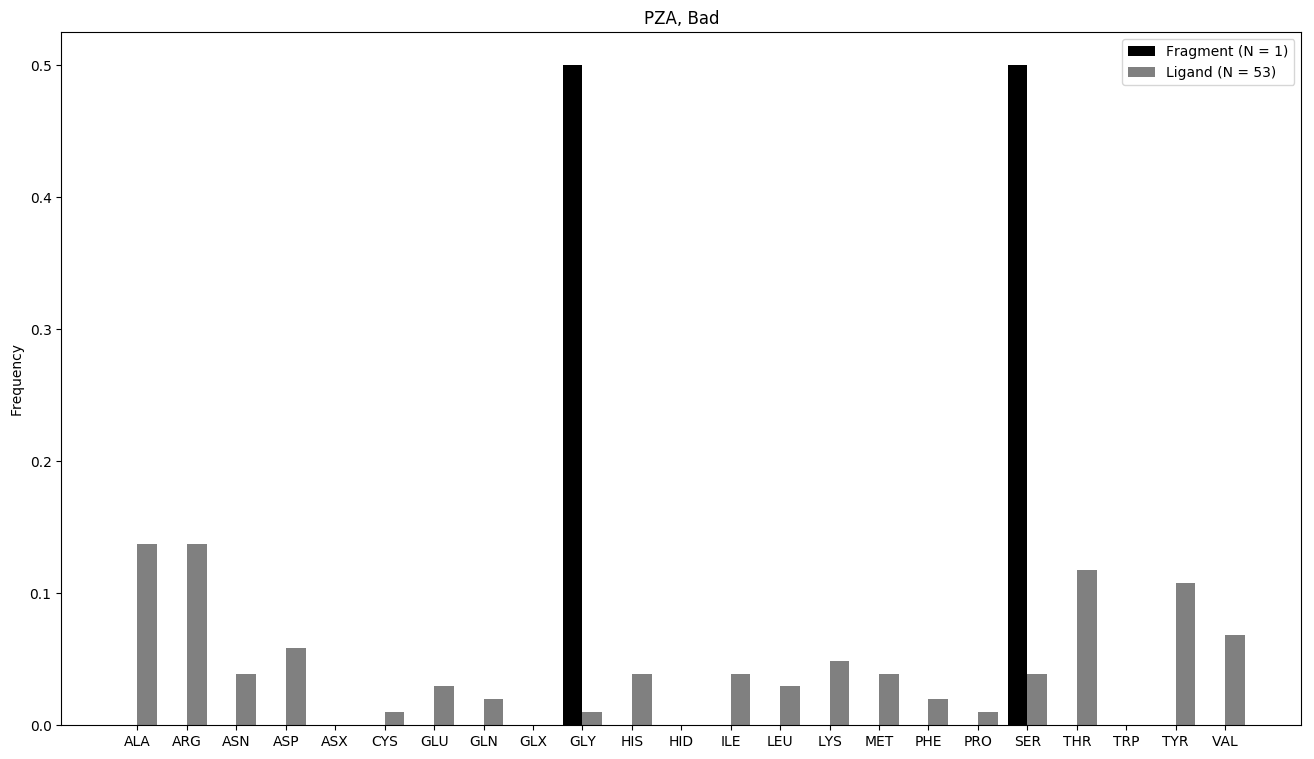 PZA, Bad
Fragment (N = 1)
Ligand (N = 53)
Frequency
0.5
0.4
0.3
0.2
0.1
0.0
ALA ARG ASN ASP ASX CYS GLU GLN GLX GLY HIS HID ILE LEU LYS MET PHE PRO SER THR TRP TYR VAL